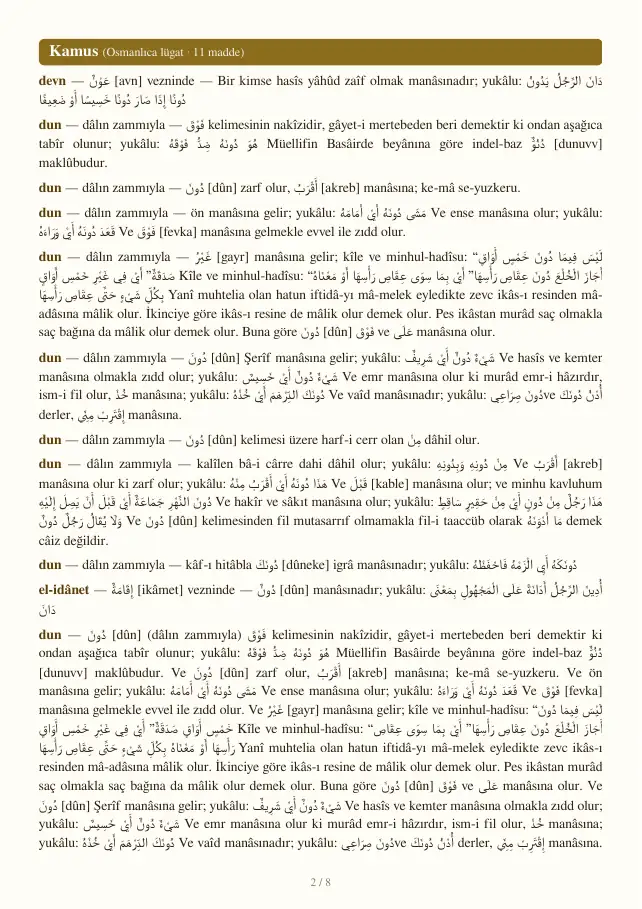 Kamus (Osmanlıca lügat · 11 madde)
devn — عَوْنٌ [avn] vezninde — Bir kimse hasîs yâhûd zaîf olmak manâsınadır; yukâlu: دَانَ الرَّجُلُ يَدُونُ
دُونًا إِذَا صَارَ دُونًا خَسِيسًا أَوْ ضَعِيفًا
dun — dâlın zammıyla — فَوْق kelimesinin nakîzidir, gâyet-i mertebeden beri demektir ki ondan aşağıca
tabîr olunur; yukâlu: هُوَ دُونَهُ ضِدُّ فَوْقَهُ Müellifin Basâirde beyânına göre indel-baz دُنُوٌّ [dunuvv]
maklûbudur.
dun — dâlın zammıyla — دُونَ [dûn] zarf olur, أَقْرَبُ [akreb] manâsına; ke-mâ se-yuzkeru.
dun — dâlın zammıyla — ön manâsına gelir; yukâlu: مَشَى دُونَهُ أَيْ أَمَامَهُ Ve ense manâsına olur; yukâlu:
قَعَدَ دُونَهُ أَيْ وَرَاءَهُ Ve فَوْقَ [fevka] manâsına gelmekle evvel ile zıdd olur.
dun — dâlın zammıyla — غَيْرُ [gayr] manâsına gelir; kîle ve minhul-hadîsu: “لَيْسَ فِيمَا دُونَ خَمْسِ أَوَاقٍ
صَدَقَةٌ” أَيْ فِي غَيْرِ خَمْسِ أَوَاقٍ Kîle ve minhul-hadîsu: “أَجَازَ الْخُلْعَ دُونَ عِقَاصِ رَأْسِهَا” أَيْ بِمَا سِوَى عِقَاصِ رَأْسِهَا أَوْ مَعْنَاهُ
بِكُلِّ شَيْءٍ حَتَّى عِقَاصِ رَأْسِهَا Yanî muhtelia olan hatun iftidâ-yı mâ-melek eyledikte zevc ikâs-ı resinden mâ-
adâsına mâlik olur. İkinciye göre ikâs-ı resine de mâlik olur demek olur. Pes ikâstan murâd saç olmakla
saç bağına da mâlik olur demek olur. Buna göre دُونَ [dûn] فَوْقَ ve عَلَى manâsına olur.
dun — dâlın zammıyla — دُونَ [dûn] Şerîf manâsına gelir; yukâlu: شَيْءٌ دُونٌ أَيْ شَرِيفٌ Ve hasîs ve kemter
manâsına olmakla zıdd olur; yukâlu: شَيْءٌ دُونٌ أَيْ خَسِيسٌ Ve emr manâsına olur ki murâd emr-i hâzırdır,
ism-i fil olur, خُذْ manâsına; yukâlu: دُونَكَ الدِّرْهَمَ أَيْ خُذْهُ Ve vaîd manâsınadır; yukâlu: دُونَ صِرَاعِيve أُدْنُ دُونَكَ
derler, إِقْتَرِبْ مِنِّي manâsına.
dun — dâlın zammıyla — دُونَ [dûn] kelimesi üzere harf-i cerr olan مِنْ dâhil olur.
dun — dâlın zammıyla — kalîlen bâ-i cârre dahi dâhil olur; yukâlu: مِنْ دُونِهِ وَبِدُونِهِ Ve أَقْرَبُ [akreb]
manâsına olur ki zarf olur; yukâlu: هَذَا دُونَهُ أَيْ أَقْرَبُ مِنْهُ Ve قَبْلَ [kable] manâsına olur; ve minhu kavluhum
دُونَ النَّهْرِ جَمَاعَةٌ أَيْ قَبْلَ أَنْ يَصِلَ إِلَيْهِ Ve hakîr ve sâkıt manâsına olur; yukâlu: هَذَا رَجُلٌ مِنْ دُونٍ أَيْ مِنْ حَقِيرٍ سَاقِطٍ
وَلَا يُقَالُ رَجُلٌ دُونٌ Ve دُونَ [dûn] kelimesinden fil mutasarrıf olmamakla fil-i taaccüb olarak مَا أَدْوَنَهُ demek
câiz değildir.
dun — dâlın zammıyla — kâf-ı hitâbla دُونَكَ [dûneke] igrâ manâsınadır; yukâlu: دُونَكَهُ أَيِ الْزَمْهُ فَاحْفَظْهُ
el-idânet — إِقَامَةٌ [ikâmet] vezninde — دُونٌ [dûn] manâsınadır; yukâlu: أُدِينَ الرَّجُلُ أَدَانَةً عَلَى الْمَجْهُولِ بِمَعْنَى
دَانَ
dun — دُونَ [dûn] (dâlın zammıyla) فَوْق kelimesinin nakîzidir, gâyet-i mertebeden beri demektir ki
ondan aşağıca tabîr olunur; yukâlu: هُوَ دُونَهُ ضِدُّ فَوْقَهُ Müellifin Basâirde beyânına göre indel-baz دُنُوٌّ
[dunuvv] maklûbudur. Ve دُونَ [dûn] zarf olur, أَقْرَبُ [akreb] manâsına; ke-mâ se-yuzkeru. Ve ön
manâsına gelir; yukâlu: مَشَى دُونَهُ أَيْ أَمَامَهُ Ve ense manâsına olur; yukâlu: قَعَدَ دُونَهُ أَيْ وَرَاءَهُ Ve فَوْقَ [fevka]
manâsına gelmekle evvel ile zıdd olur. Ve غَيْرُ [gayr] manâsına gelir; kîle ve minhul-hadîsu: “لَيْسَ فِيمَا دُونَ
خَمْسِ أَوَاقٍ صَدَقَةٌ” أَيْ فِي غَيْرِ خَمْسِ أَوَاقٍ Kîle ve minhul-hadîsu: “أَجَازَ الْخُلْعَ دُونَ عِقَاصِ رَأْسِهَا” أَيْ بِمَا سِوَى عِقَاصِ
رَأْسِهَا أَوْ مَعْنَاهُ بِكُلِّ شَيْءٍ حَتَّى عِقَاصِ رَأْسِهَا Yanî muhtelia olan hatun iftidâ-yı mâ-melek eyledikte zevc ikâs-ı
resinden mâ-adâsına mâlik olur. İkinciye göre ikâs-ı resine de mâlik olur demek olur. Pes ikâstan murâd
saç olmakla saç bağına da mâlik olur demek olur. Buna göre دُونَ [dûn] فَوْقَ ve عَلَى manâsına olur. Ve
دُونَ [dûn] Şerîf manâsına gelir; yukâlu: شَيْءٌ دُونٌ أَيْ شَرِيفٌ Ve hasîs ve kemter manâsına olmakla zıdd olur;
yukâlu: شَيْءٌ دُونٌ أَيْ خَسِيسٌ Ve emr manâsına olur ki murâd emr-i hâzırdır, ism-i fil olur, خُذْ manâsına;
yukâlu: دُونَكَ الدِّرْهَمَ أَيْ خُذْهُ Ve vaîd manâsınadır; yukâlu: دُونَ صِرَاعِيve أُدْنُ دُونَكَ derler, إِقْتَرِبْ مِنِّي manâsına.
2 / 8